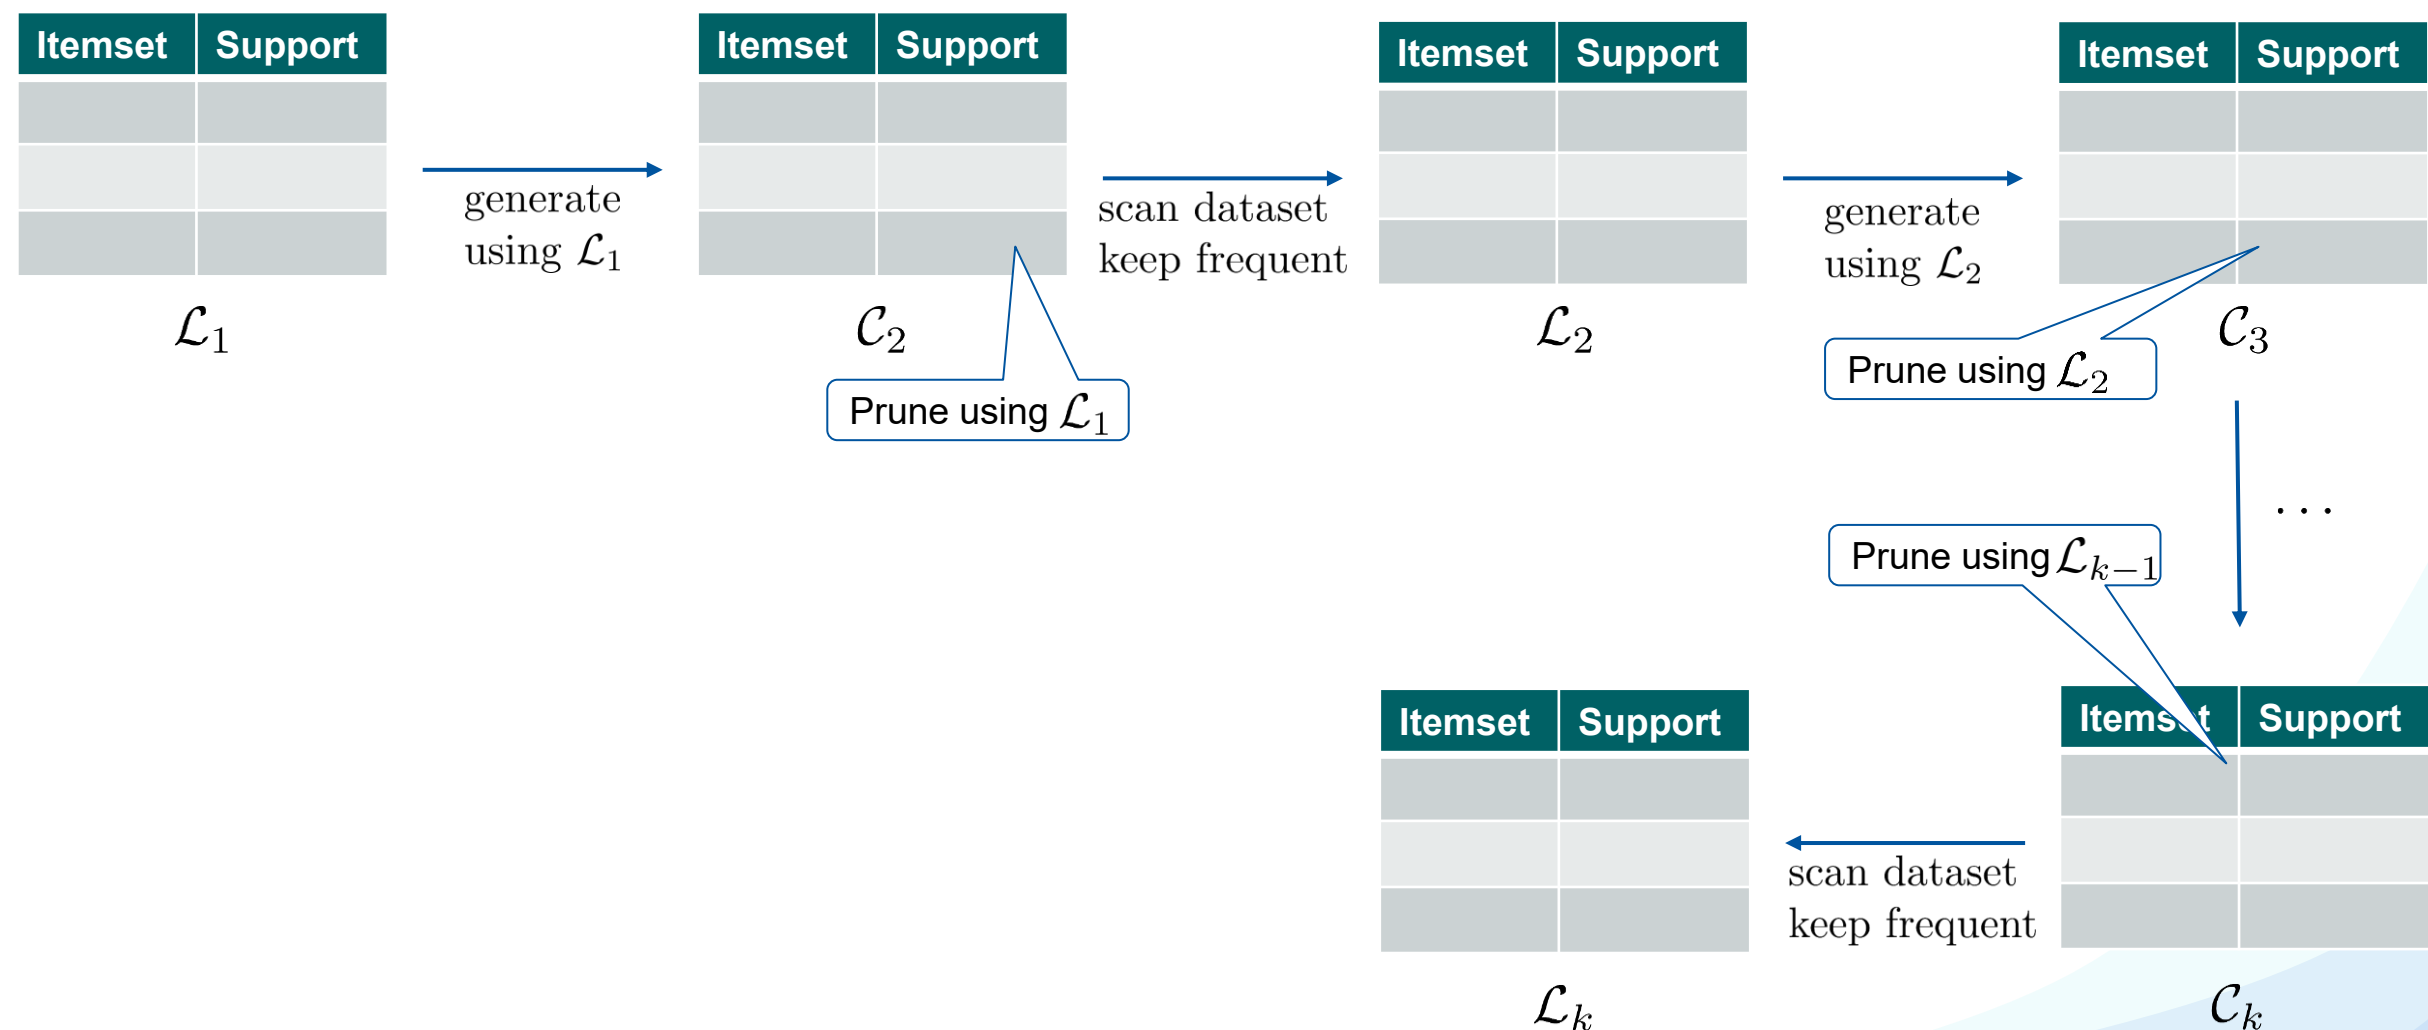 Itemset Support
Itemset Support
Itemset Support
Itemset Support
generate
using ℒ₁
scan dataset
keep frequent
generate
using ℒ₂
ℒ₁
𝒞₂
ℒ₂
𝒞₃
Prune using ℒ₁
Prune using ℒ₂
...
Prune using ℒₖ₋₁
Itemset Support
Itemset Support
scan dataset
keep frequent
ℒₖ
𝒞ₖ